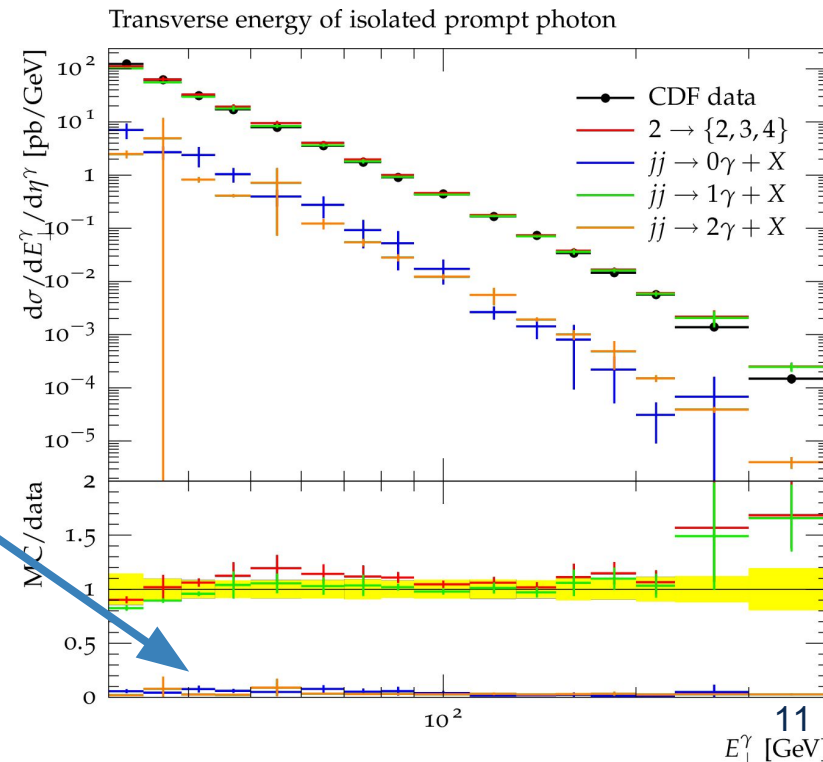 Transverse energy of isolated prompt photon
dσ/dE⊥^γ/dη^γ [pb/GeV]
10²
10¹
1
10⁻¹
10⁻²
10⁻³
10⁻⁴
10⁻⁵
CDF data
2 → {2, 3, 4}
jj → 0γ + X
jj → 1γ + X
jj → 2γ + X
MC/data
2
1.5
1
0.5
0
10²
11
E⊥^γ [GeV]